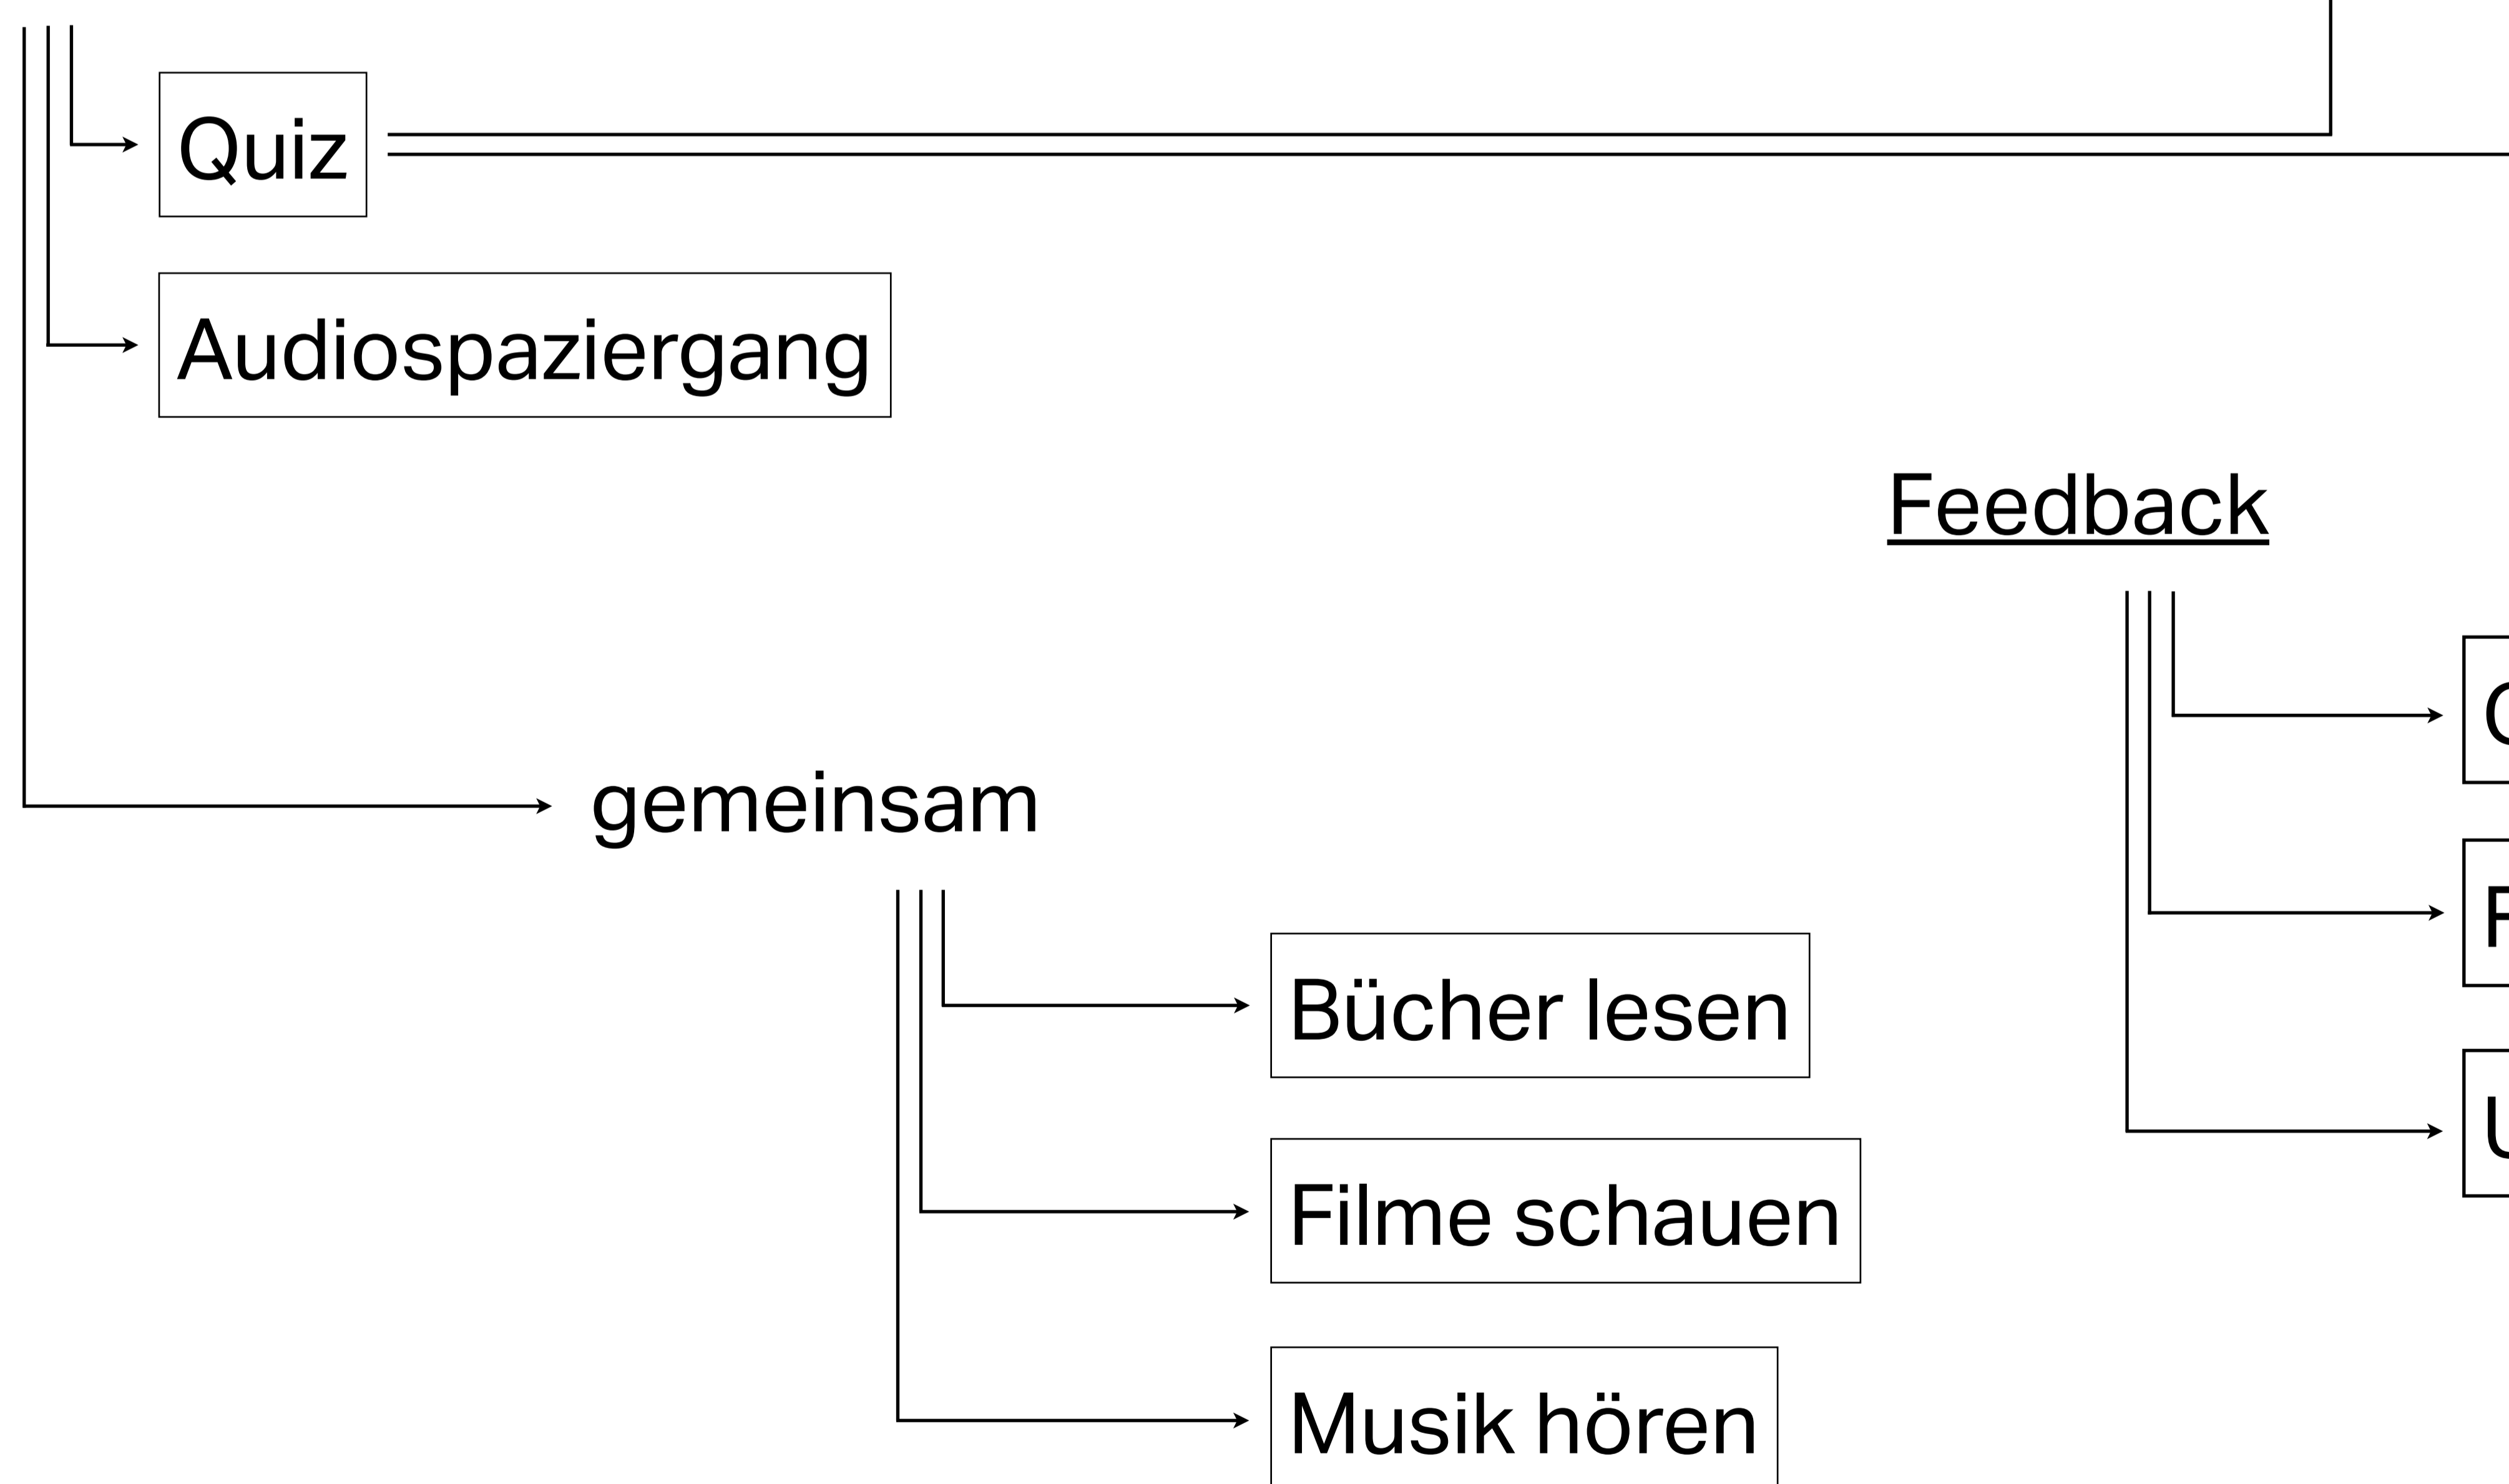 Quiz
Audiospaziergang
Feedback
gemeinsam
Bücher lesen
Filme schauen
Musik hören